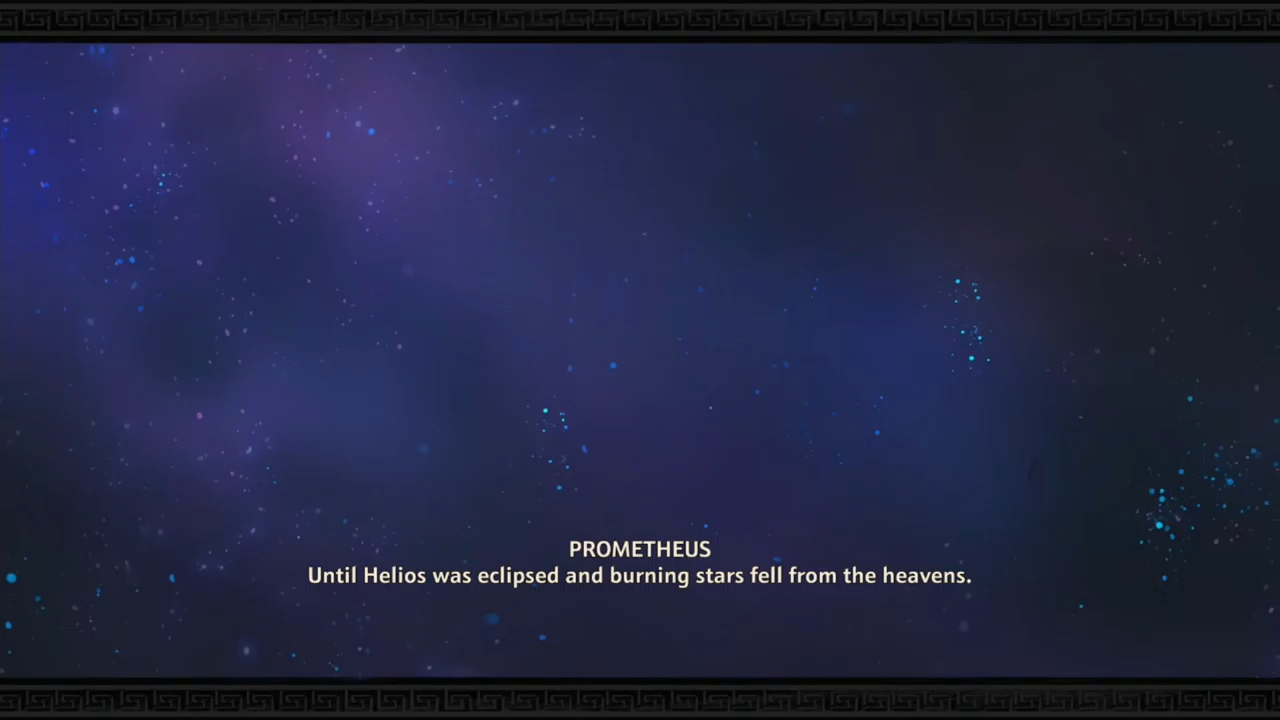 PROMETHEUS
Until Helios was eclipsed and burning stars fell from the heavens.